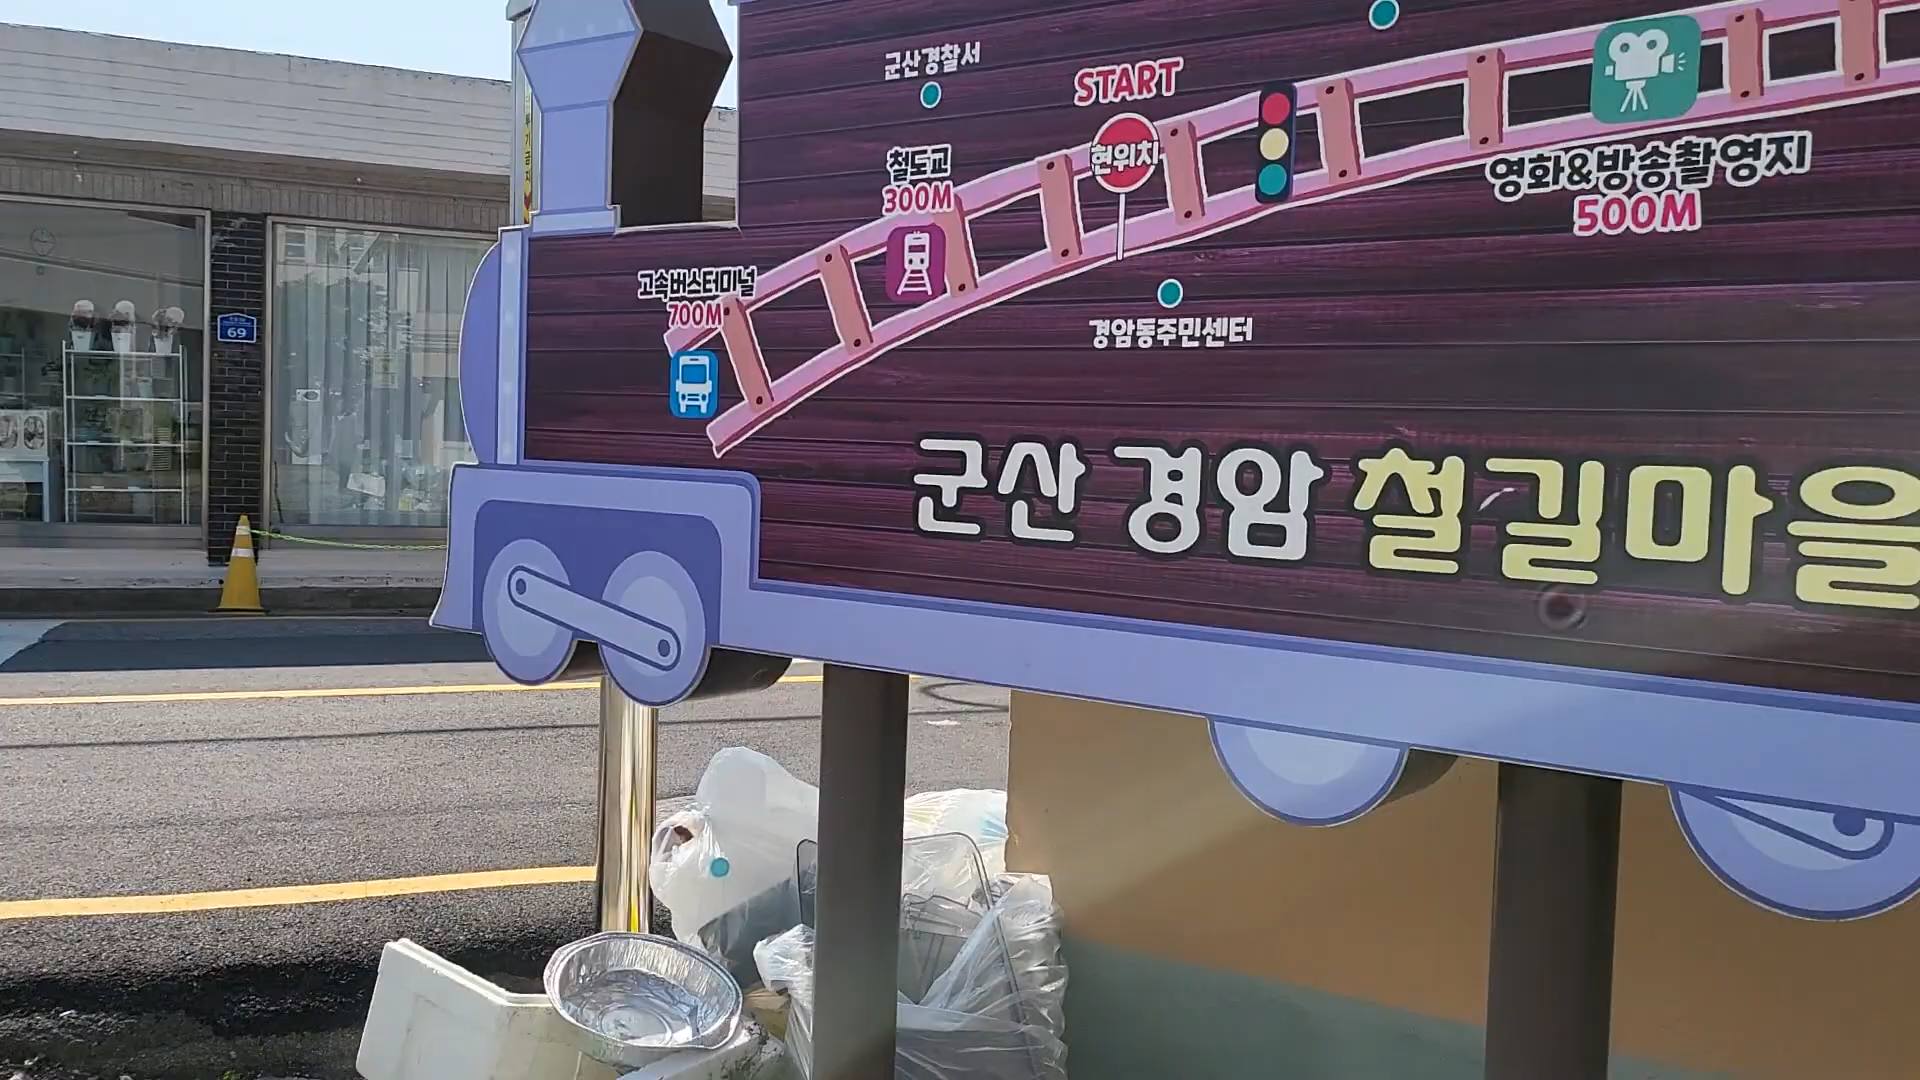 군산경찰서
START
현위치
철도교
300M
영화&방송촬영지
500M
고속버스터미널
700M
경암동주민센터
군산 경암 철길마을
69